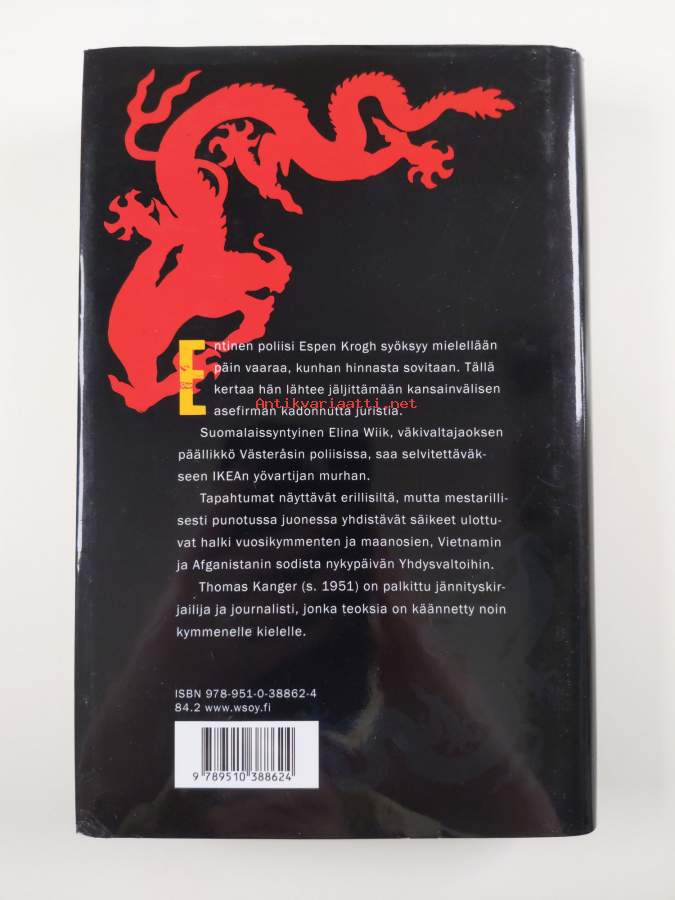 Entinen poliisi Espen Krogh syöksyy mielellään
päin vaaraa, kunhan hinnasta sovitaan. Tällä
kertaa hän lähtee jäljittämään kansainvälisen
Antikvariaatti.net
asefirman kadonnutta juristia.
Suomalaissyntyinen Elina Wiik, väkivaltajaoksen
päällikkö Västeråsin poliisissa, saa selvitettäväk-
seen IKEAn yövartijan murhan.
Tapahtumat näyttävät erillisiltä, mutta mestarilli-
sesti punotussa juonessa yhdistävät säikeet ulottu-
vat halki vuosikymmenten ja maanosien, Vietnamin
ja Afganistanin sodista nykypäivän Yhdysvaltoihin.
Thomas Kanger (s. 1951) on palkittu jännityskir-
jailija ja journalisti, jonka teoksia on käännetty noin
kymmenelle kielelle.
ISBN 978-951-0-38862-4
84.2 www.wsoy.fi
9 789510 388624